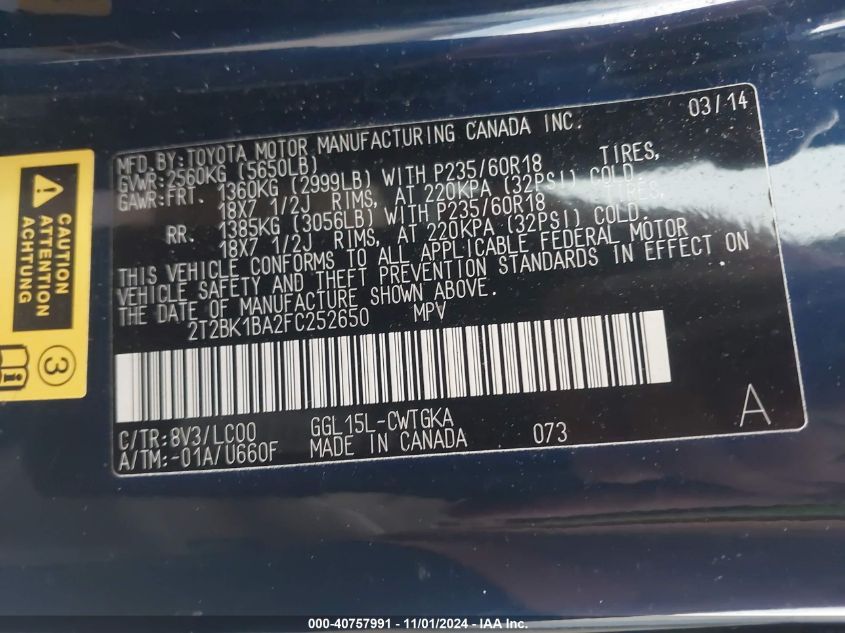 MFD. BY: TOYOTA MOTOR MANUFACTURING CANADA INC. 03/14
GVWR: 2560KG (5650LB)
GAWR: FRT. 1360KG (2999LB) WITH P235/60R18 TIRES,
18X7 1/2J RIMS, AT 220KPA (32PSI) COLD.
RR. 1385KG (3056LB) WITH P235/60R18 TIRES,
18X7 1/2J RIMS, AT 220KPA (32PSI) COLD.
THIS VEHICLE CONFORMS TO ALL APPLICABLE FEDERAL MOTOR
VEHICLE SAFETY AND THEFT PREVENTION STANDARDS IN EFFECT ON
THE DATE OF MANUFACTURE SHOWN ABOVE.
2T2BK1BA2FC252650 MPV
C/TR: 8V3/LC00 GGL15L-CWTGKA A
A/TM: -01A/U660F MADE IN CANADA 073
CAUTION
ATTENTION
ACHTUNG
3
i
000-40757991 - 11/01/2024 - IAA Inc.